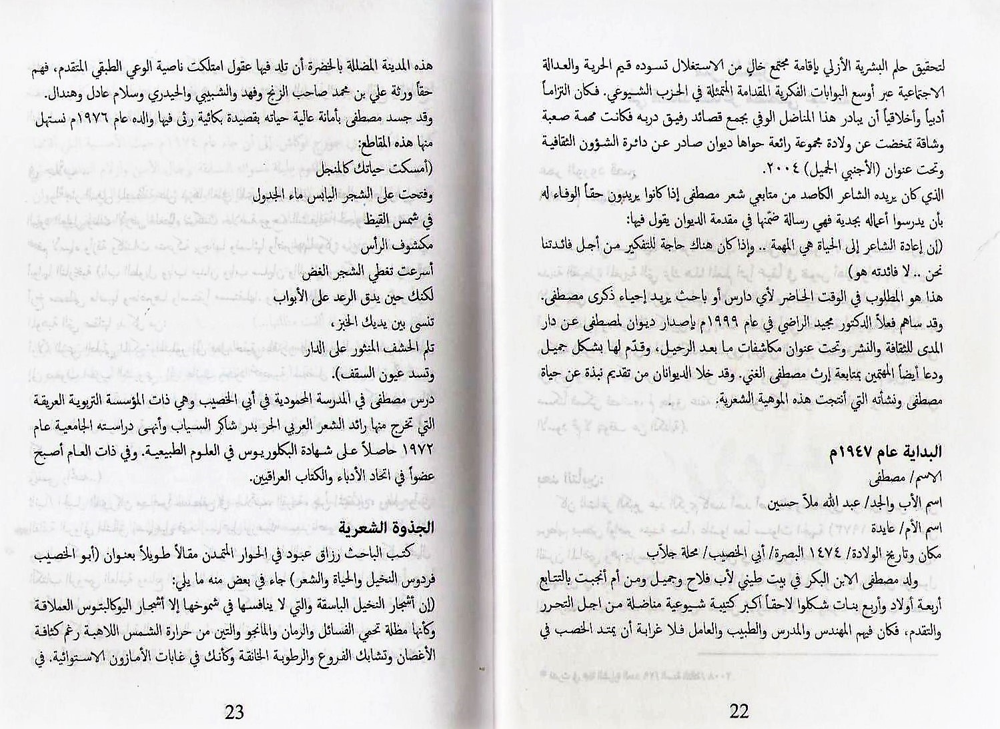 لتحقيق حلم البشرية الأزلي بإقامة مجتمع خالٍ من الاستغلال تسوده قيم الحرية والعدالة
الاجتماعية عبر أوسع البوابات الفكرية المقدامة المتمثلة في الحزب الشيوعي. فكان التزاماً
أدبياً وأخلاقياً أن يبادر هذا المناضل الوفي بجمع قصائد رفيق دربه فكانت مهمة صعبة
وشاقة تمخضت عن ولادة مجموعة رائعة حواها ديوان صادر عن دائرة الشؤون الثقافية
وتحت عنوان (الأجنبي الجميل) ٢٠٠٤.
الذي كان يريده الشاعر الكاصد من متابعي شعر مصطفى إذا كانوا يريدون حقاً الوفاء له
بأن يدرسوا أعماله بجدية فهي رسالة ضمّنها في مقدمة الديوان يقول فيها:
(إن إعادة الشاعر إلى الحياة هي المهمة .. وإذا كان هناك حاجة للتفكير من أجل فائدتنا
نحن .. لا فائدته هو)
هذا هو المطلوب في الوقت الحاضر لأي دارس أو باحث يريد إحياء ذكرى مصطفى.
وقد ساهم فعلاً الدكتور مجيد الراضي في عام ١٩٩٩م بإصدار ديوان لمصطفى عن دار
المدى للثقافة والنشر وتحت عنوان مكاشفات ما بعد الرحيل، وقدّم لها بشكل جميل
ودعا أيضاً المهتمين بمتابعة إرث مصطفى الغني. وقد خلا الديوانان من تقديم نبذة عن حياة
مصطفى ونشأته التي أنتجت هذه الموهبة الشعرية.
البداية عام ١٩٤٧م
الاسم/ مصطفى
اسم الأب والجد/ عبد الله ملاّ حسين
اسم الأم/ عايدة
مكان وتاريخ الولادة/ ١٤٧٤ البصرة/ أبي الخصيب/ محلة جلاّب
ولد مصطفى الابن البكر في بيت طيني لأب فلاح وجميل ومن أم أنجبت بالتتابع
أربعة أولاد وأربع بنات شكلوا لاحقاً أكبر كتيبة شيوعية مناضلة من اجل التحرر
والتقدم، فكان فيهم المهندس والمدرس والطبيب والعامل فلا غرابة أن يمتد الخصب في
22
هذه المدينة المضللة بالخضرة أن تلد فيها عقول امتلكت ناصية الوعي الطبقي المتقدم، فهم
حقاً ورثة علي بن محمد صاحب الزنج وفهد والشبيبي والحيدري وسلام عادل وهندال.
وقد جسد مصطفى بأمانة عالية حياته بقصيدة بكائية رثى فيها والده عام ١٩٧٦م نستهل
منها هذه المقاطع:
(أمسكت حياتك كالمنجل
وفتحت على الشجر اليابس ماء الجدول
في شمس القيظ
مكشوف الرأس
أسرعت تغطي الشجر الغض
لكنك حين يدق الرعد على الأبواب
تنسى بين يديك الخبز،
تلم الحشف المنثور على الدار
وتسد عيون السقف).
درس مصطفى في المدرسة المحمودية في أبي الخصيب وهي ذات المؤسسة التربوية العريقة
التي تخرج منها رائد الشعر العربي الحر بدر شاكر السياب وأنهى دراسته الجامعية عام
١٩٧٢ حاصلاً على شهادة البكلوريوس في العلوم الطبيعية. وفي ذات العام أصبح
عضواً في اتحاد الأدباء والكتاب العراقيين.
الجذوة الشعرية
كتب الباحث رزاق عبود في الحوار المتمدن مقالاً طويلاً بعنوان (أبو الخصيب
فردوس النخيل والحياة والشعر) جاء في بعض منه ما يلي:
(إن أشجار النخيل الباسقة والتي لا ينافسها في شموخها إلا أشجار اليوكالبتوس العملاقة
وكأنها مظلة تحمي الفسائل والرمان والمانجو والتين من حرارة الشمس اللاهبة رغم كثافة
الأغصان وتشابك الفروع والرطوبة الخانقة وكأنك في غابات الأمازون الاستوائية. في
23